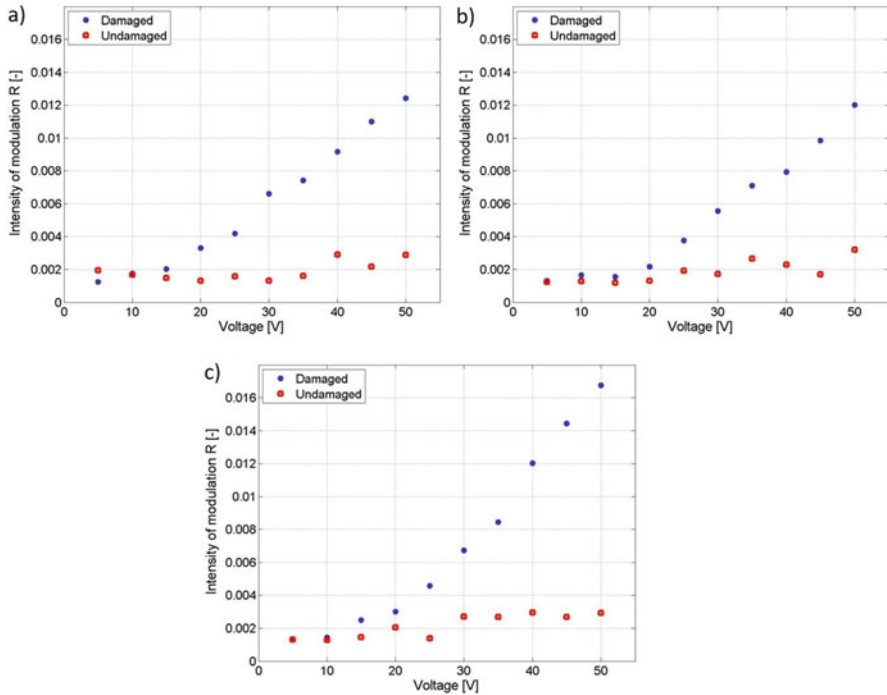 a)
Damaged
Undamaged
0.016
0.014
0.012
0.01
0.008
0.006
0.004
0.002
0
Intensity of modulation R [-]
0 10 20 30 40 50
Voltage [V]
b)
Damaged
Undamaged
0.016
0.014
0.012
0.01
0.008
0.006
0.004
0.002
0
Intensity of modulation R [-]
0 10 20 30 40 50
Voltage [V]
c)
Damaged
Undamaged
0.016
0.014
0.012
0.01
0.008
0.006
0.004
0.002
0
Intensity of modulation R [-]
0 10 20 30 40 50
Voltage [V]